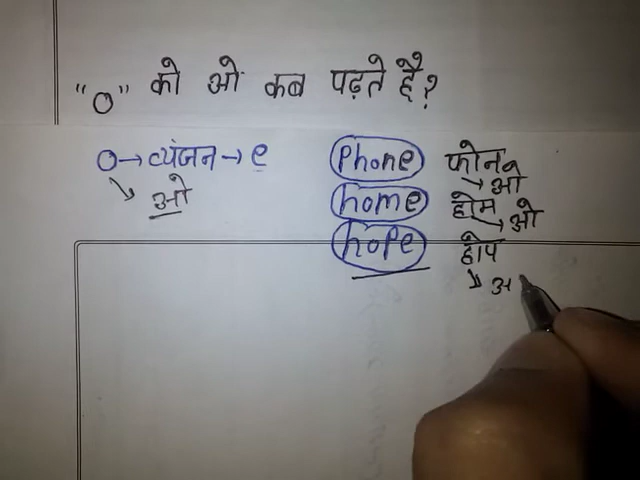 "O" को ओ कब पढ़ते है?
O → व्यंजन → e
ओ
Phone फोन
→ ओ
home होम
→ ओ
hope होप
अ